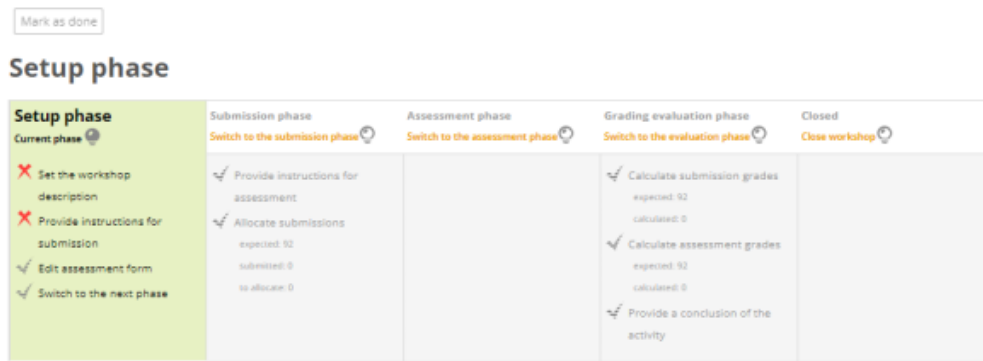 Mark as done
Setup phase
Setup phase
Current phase
Set the workshop
description
Provide instructions for
submission
Edit assessment form
Switch to the next phase
Submission phase
Switch to the submission phase
Provide instructions for
assessment
Allocate submissions
expected: 92
submitted: 0
to allocate: 0
Assessment phase
Switch to the assessment phase
Grading evaluation phase
Switch to the evaluation phase
Calculate submission grades
expected: 92
calculated: 0
Calculate assessment grades
expected: 92
calculated: 0
Provide a conclusion of the
activity
Closed
Close workshop